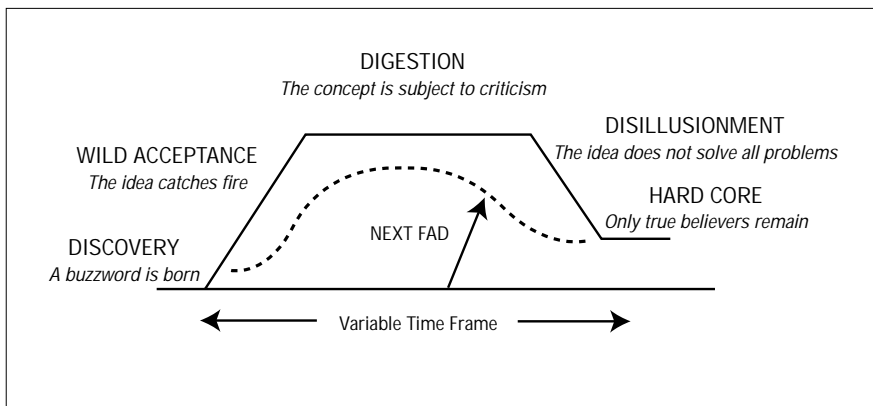 DIGESTION
The concept is subject to criticism
WILD ACCEPTANCE
The idea catches fire
DISILLUSIONMENT
The idea does not solve all problems
HARD CORE
Only true believers remain
NEXT FAD
DISCOVERY
A buzzword is born
Variable Time Frame